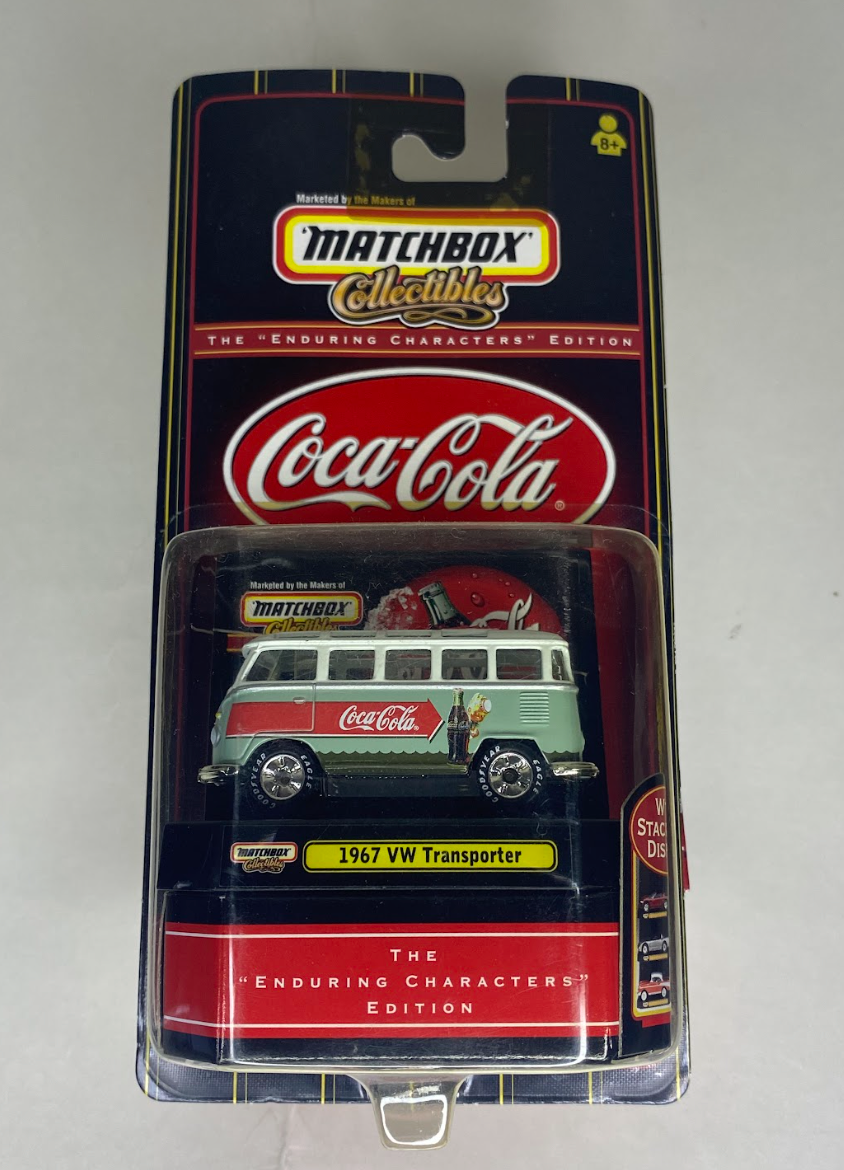 8+
Marketed by the Makers of
'MATCHBOX'
Collectibles
THE "ENDURING CHARACTERS" EDITION
Coca-Cola
®
Marketed by the Makers of
MATCHBOX
Collectibles
Coca-Cola
GOODYEAR EAGLE
GOODYEAR EAGLE
MATCHBOX
Collectibles
1967 VW Transporter
THE
"ENDURING CHARACTERS"
EDITION